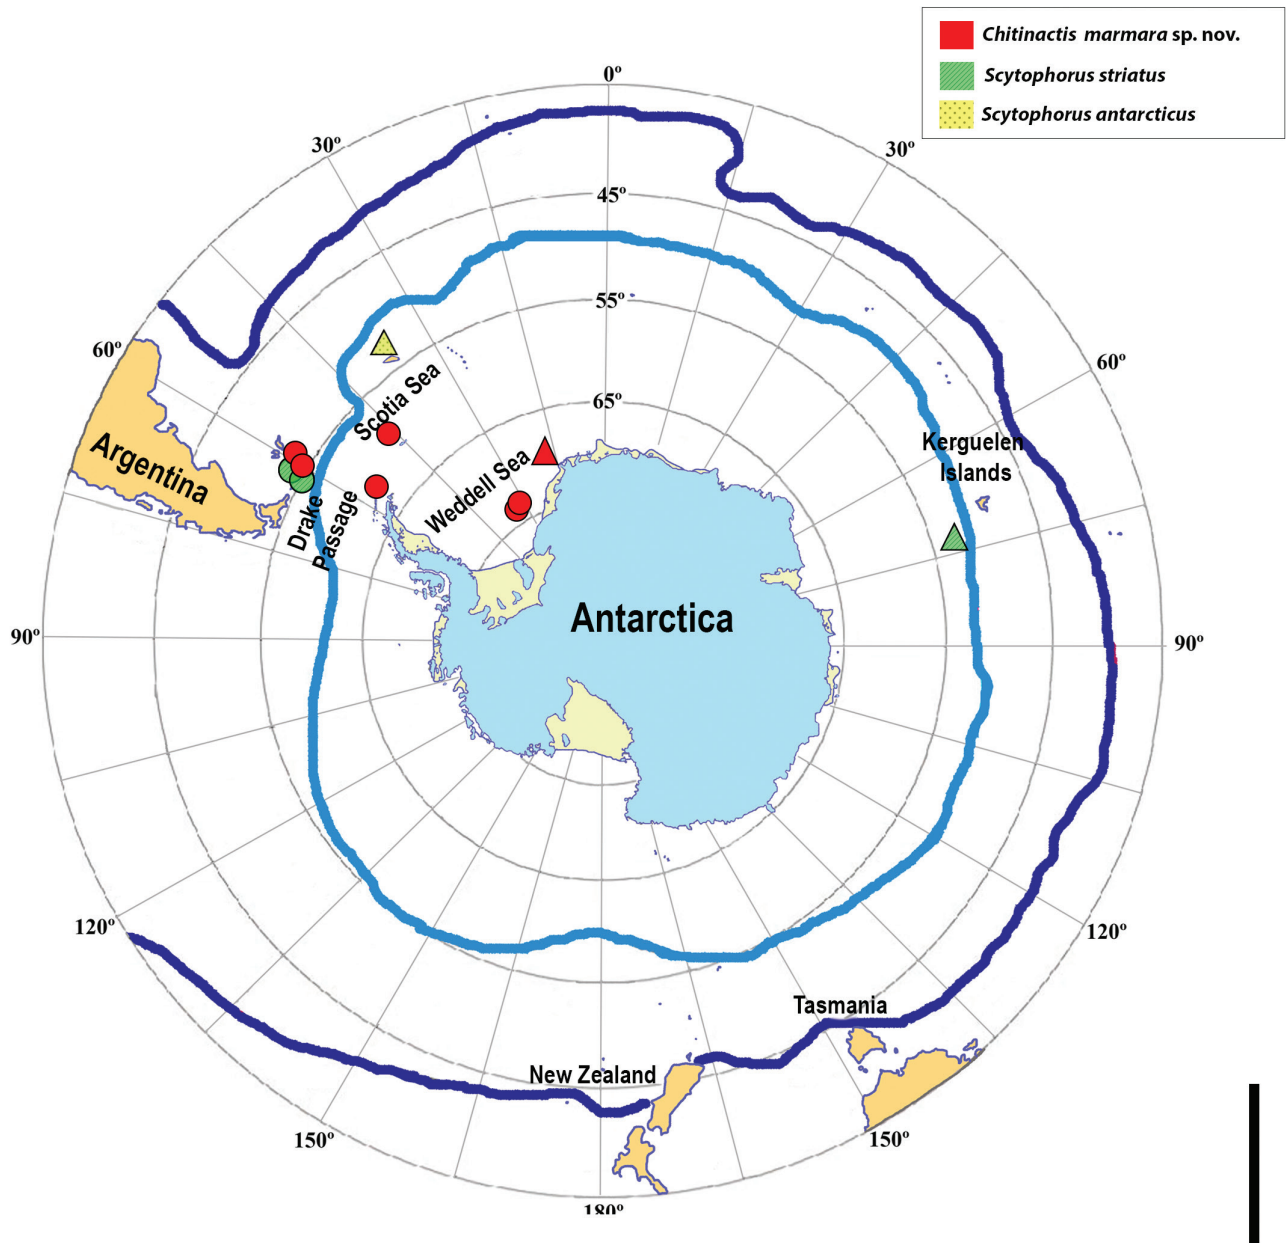 Chitinactis marmara sp. nov.
Scytophorus striatus
Scytophorus antarcticus
0º
30º
30º
45º
55º
60º
60º
65º
Scotia Sea
Kerguelen
Islands
Argentina
Weddell Sea
Drake
Passage
Antarctica
90º
90º
120º
120º
Tasmania
New Zealand
150º
150º
180º